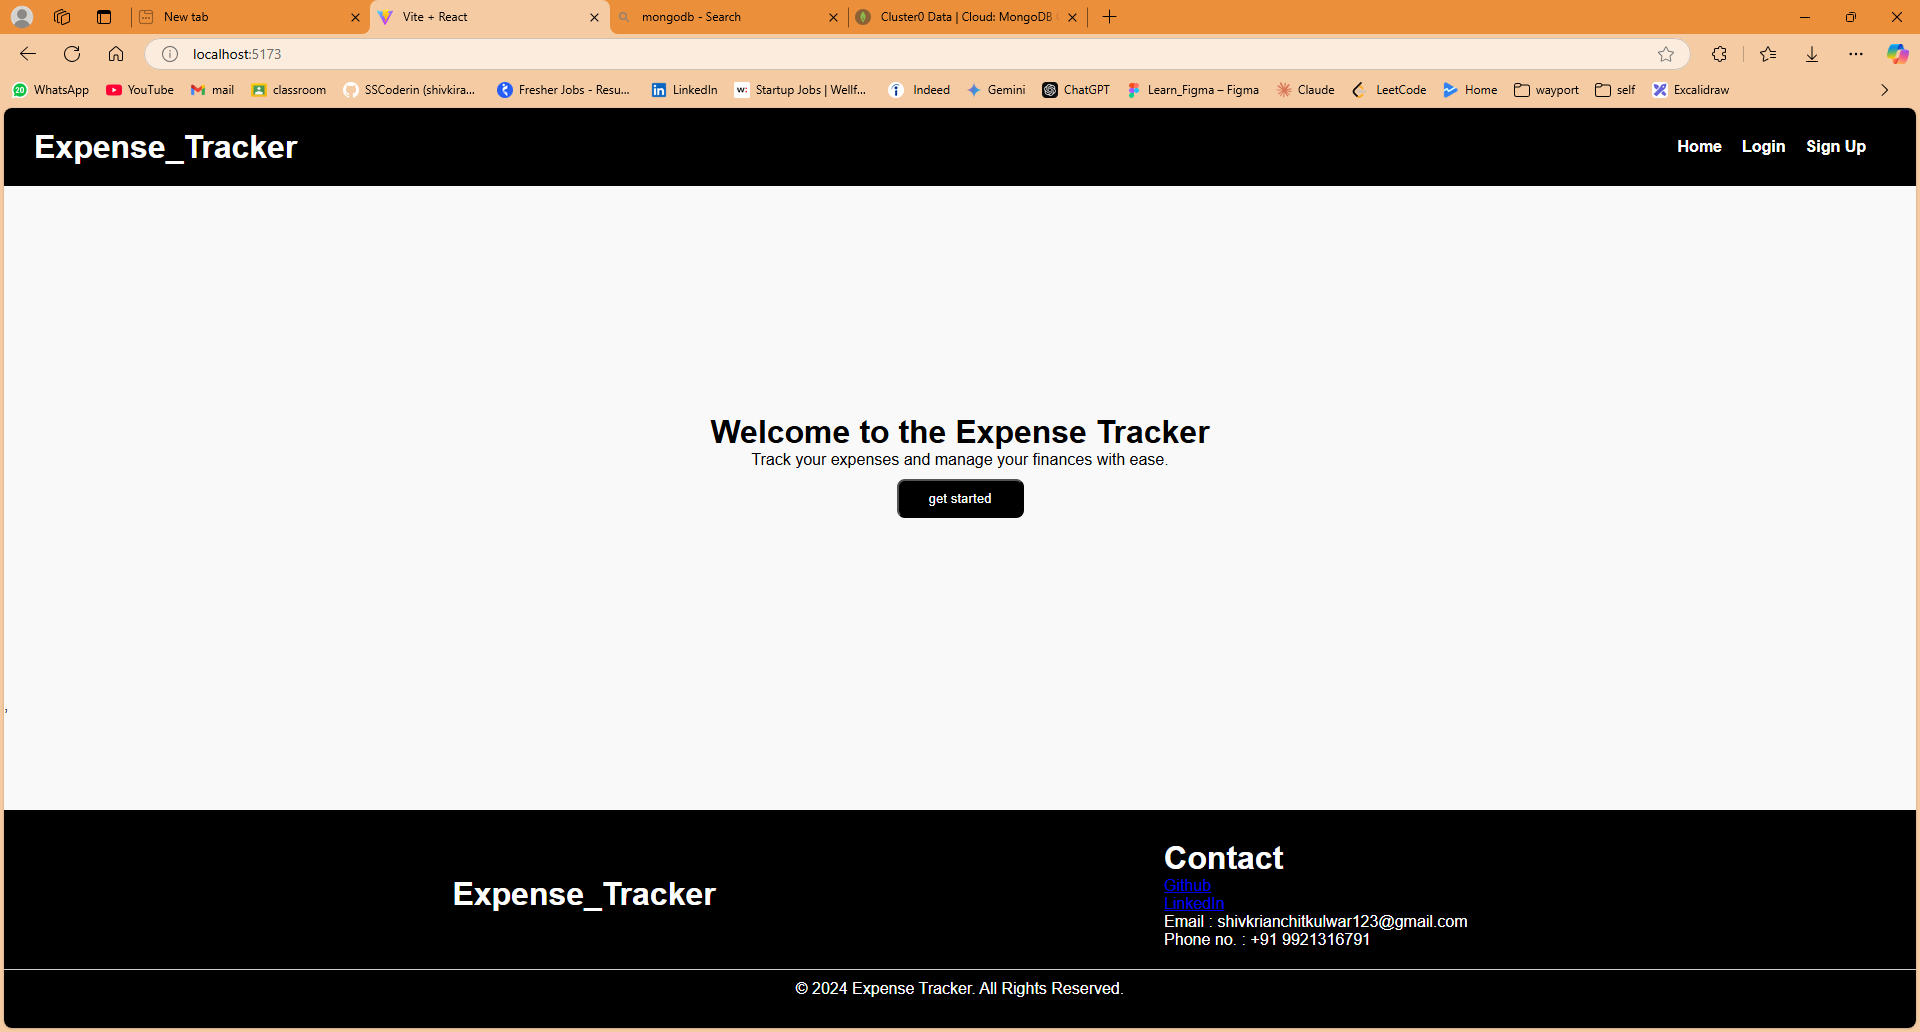 New tab
Vite + React
mongodb - Search
Cluster0 Data | Cloud: MongoDB
localhost:5173
WhatsApp YouTube mail classroom SSCoderin (shivkira... Fresher Jobs - Resu... LinkedIn Startup Jobs | Wellf... Indeed Gemini ChatGPT Learn_Figma – Figma Claude LeetCode Home wayport self Excalidraw
Expense_Tracker
Home Login Sign Up
Welcome to the Expense Tracker
Track your expenses and manage your finances with ease.
get started
,
Expense_Tracker
Contact
Github
LinkedIn
Email : shivkrianchitkulwar123@gmail.com
Phone no. : +91 9921316791
© 2024 Expense Tracker. All Rights Reserved.